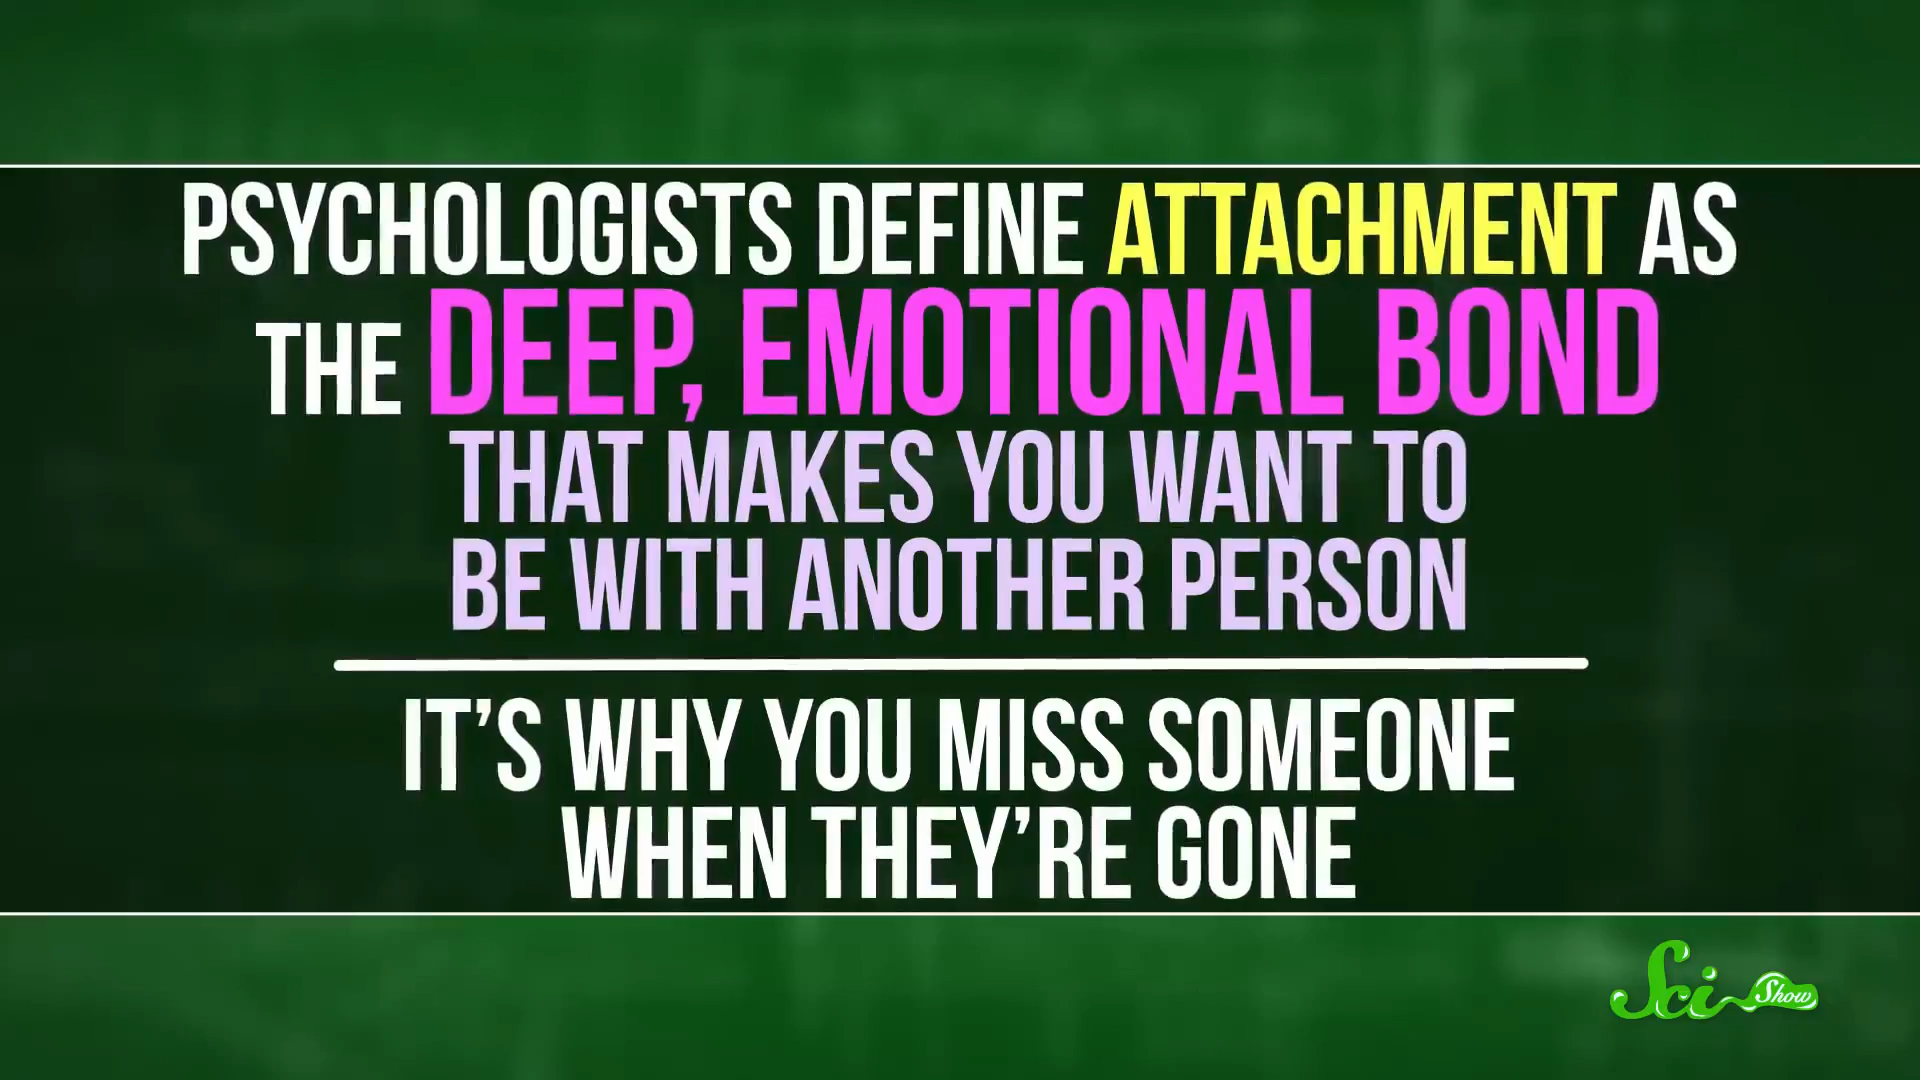 PSYCHOLOGISTS DEFINE ATTACHMENT AS
THE DEEP, EMOTIONAL BOND
THAT MAKES YOU WANT TO
BE WITH ANOTHER PERSON
IT’S WHY YOU MISS SOMEONE
WHEN THEY’RE GONE
Sci Show